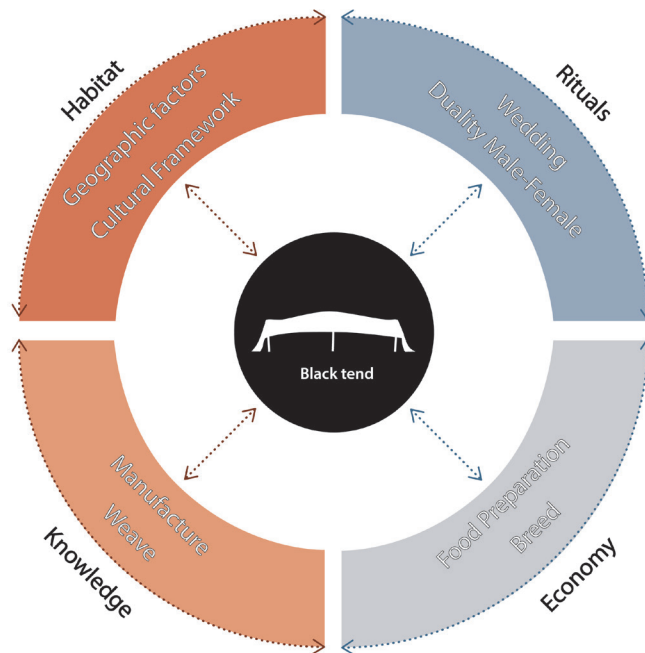 Habitat
Geographic factors
Cultural Framework
Rituals
Wedding
Duality Male-Female
Black tend
Knowledge
Manufacture
Weave
Economy
Food Preparation
Breed